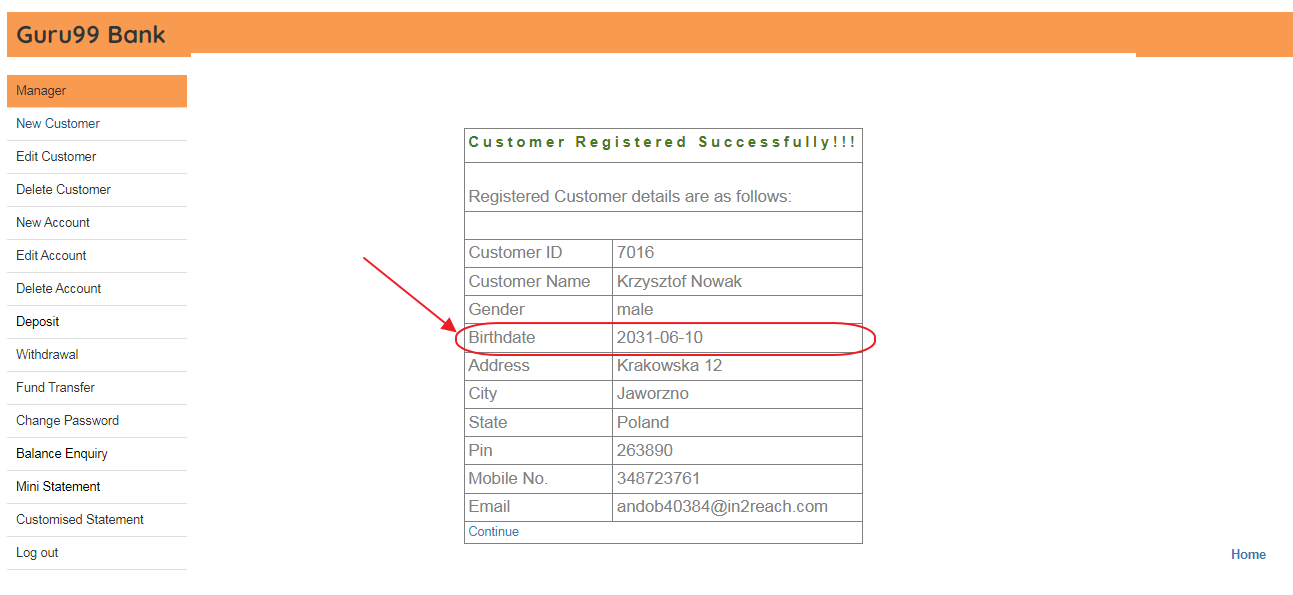 Guru99 Bank
Manager
New Customer
Edit Customer
Delete Customer
New Account
Edit Account
Delete Account
Deposit
Withdrawal
Fund Transfer
Change Password
Balance Enquiry
Mini Statement
Customised Statement
Log out
Customer Registered Successfully!!!
Registered Customer details are as follows:
Customer ID 7016
Customer Name Krzysztof Nowak
Gender male
Birthdate 2031-06-10
Address Krakowska 12
City Jaworzno
State Poland
Pin 263890
Mobile No. 348723761
Email andob40384@in2reach.com
Continue
Home